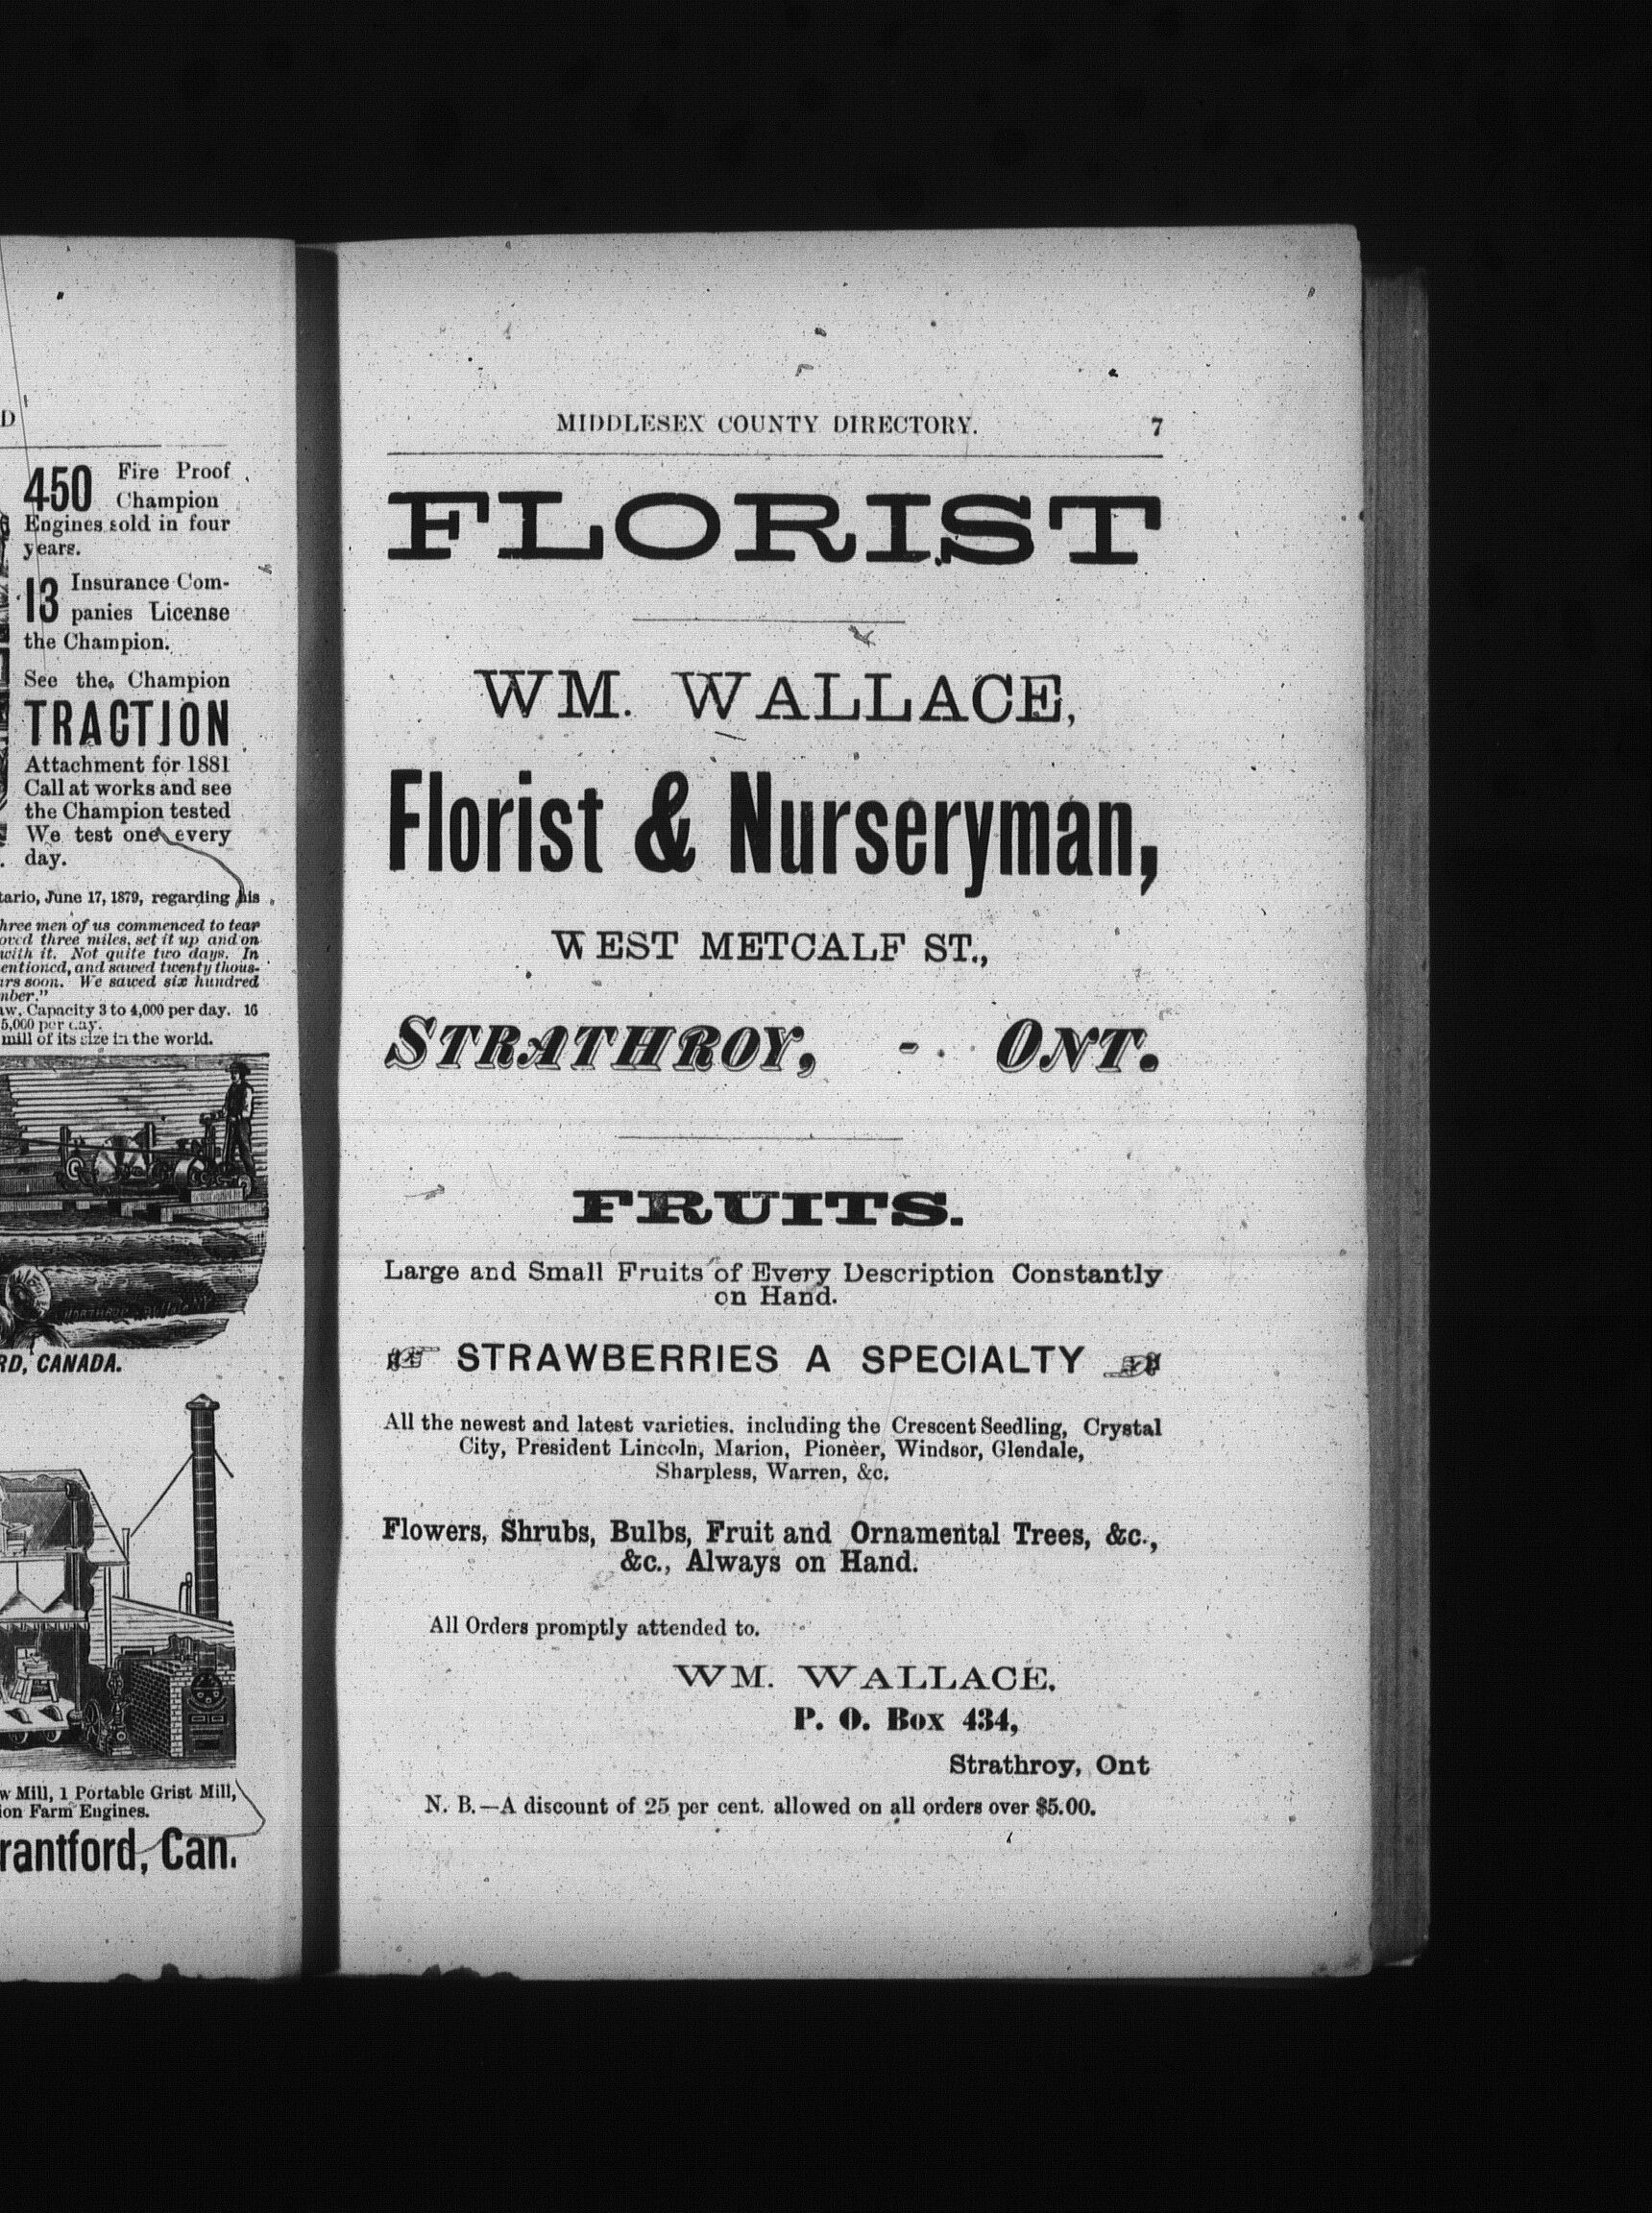 D
450 Fire Proof
Champion
Engines sold in four
years.
13 Insurance Com-
panies License
the Champion.
See the Champion
TRACTION
Attachment for 1881
Call at works and see
the Champion tested
We test one every
day.
tario, June 17, 1879, regarding his
hree men of us commenced to tear
oved three miles, set it up and on
with it. Not quite two days. In
entioned, and sawed twenty thous-
urs soon. We sawed six hundred
mber."
aw. Capacity 3 to 4,000 per day. 16
5,000 per day.
mill of its size in the world.
RD, CANADA.
w Mill, 1 Portable Grist Mill,
ion Farm Engines.
rantford, Can.
MIDDLESEX COUNTY DIRECTORY. 7
FLORIST
WM. WALLACE,
Florist & Nurseryman,
WEST METCALF ST.,
STRATHROY, - ONT.
FRUITS.
Large and Small Fruits of Every Description Constantly
on Hand.
☞ STRAWBERRIES A SPECIALTY ☜
All the newest and latest varieties. including the Crescent Seedling, Crystal
City, President Lincoln, Marion, Pioneer, Windsor, Glendale,
Sharpless, Warren, &c.
Flowers, Shrubs, Bulbs, Fruit and Ornamental Trees, &c.,
&c., Always on Hand.
All Orders promptly attended to.
WM. WALLACE.
P. O. Box 434,
Strathroy, Ont
N. B.—A discount of 25 per cent. allowed on all orders over $5.00.